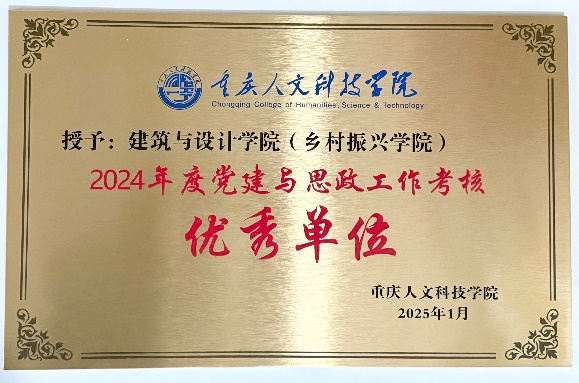 重庆人文科技学院
Chongqing College of Humanities, Science & Technology
授予：建筑与设计学院（乡村振兴学院）
2024年度党建与思政工作考核
优秀单位
重庆人文科技学院
2025年1月